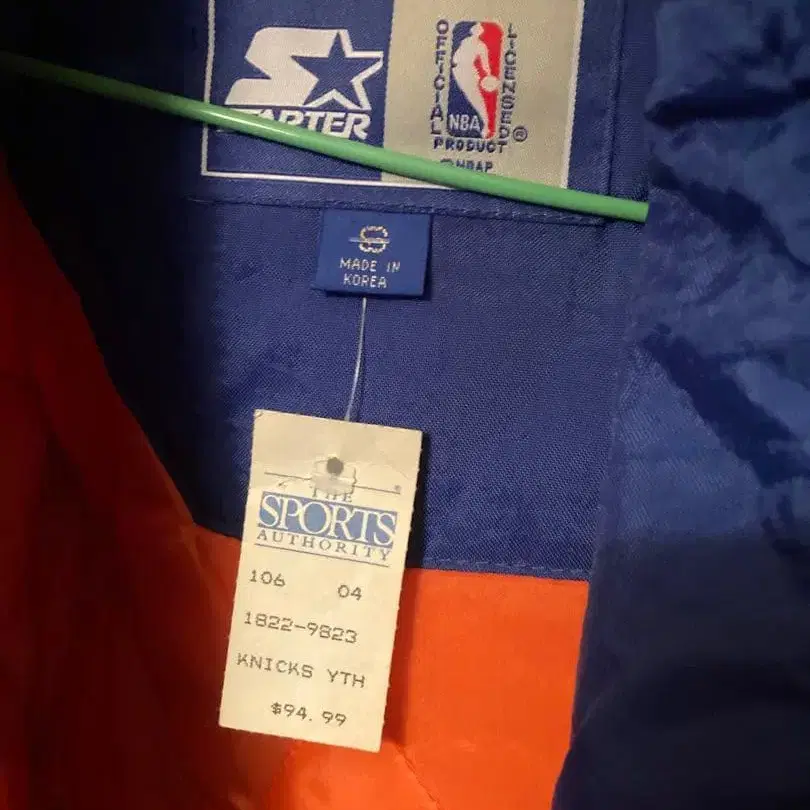 STARTER
OFFICIAL
LICENSED
NBA
PRODUCT
©NBAP
S
MADE IN
KOREA
THE
SPORTS
AUTHORITY
106 04
1822-9823
KNICKS YTH
$94.99